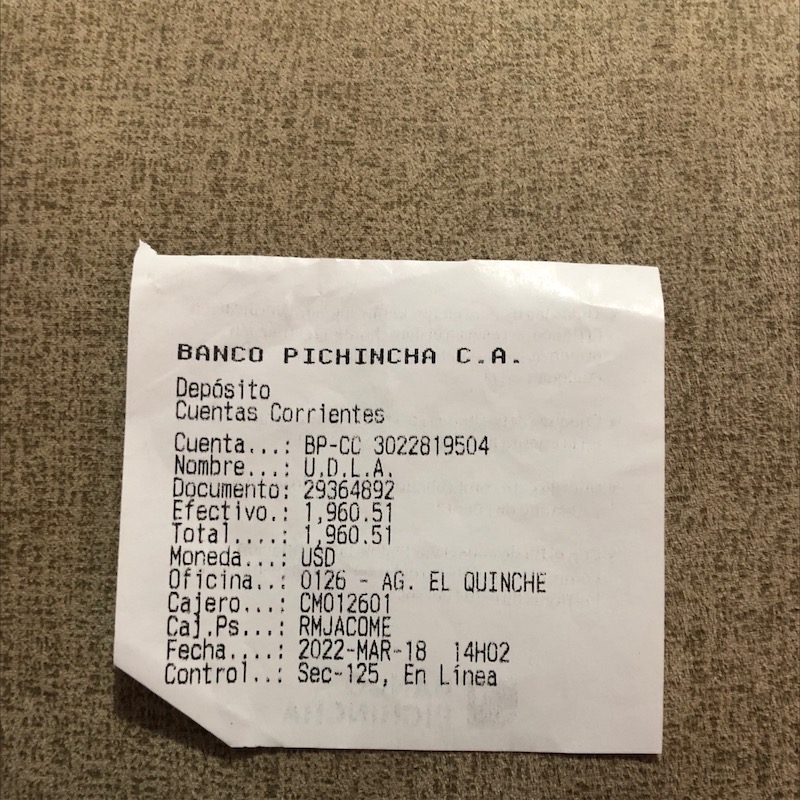 BANCO PICHINCHA C.A.
Depósito
Cuentas Corrientes
Cuenta...: BP-CC 3022819504
Nombre...: U.D.L.A.
Documento: 29364892
Efectivo.: 1,960.51
Total....: 1,960.51
Moneda...: USD
Oficina..: 0126 - AG. EL QUINCHE
Cajero...: CM012601
Caj.Ps...: RMJACOME
Fecha....: 2022-MAR-18 14H02
Control..: Sec-125, En Línea
PICHINCHA